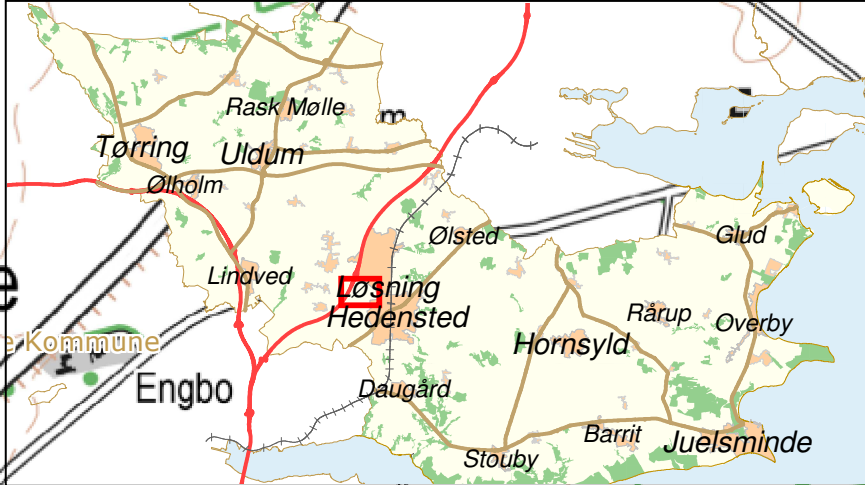 Rask Mølle
m
Tørring
Uldum
Ølholm
Ølsted
Glud
Lindved
Løsning
e
Hedensted
Rårup
Overby
e Kommune
Hornsyld
Engbo
Daugård
Barrit
Juelsminde
Stouby